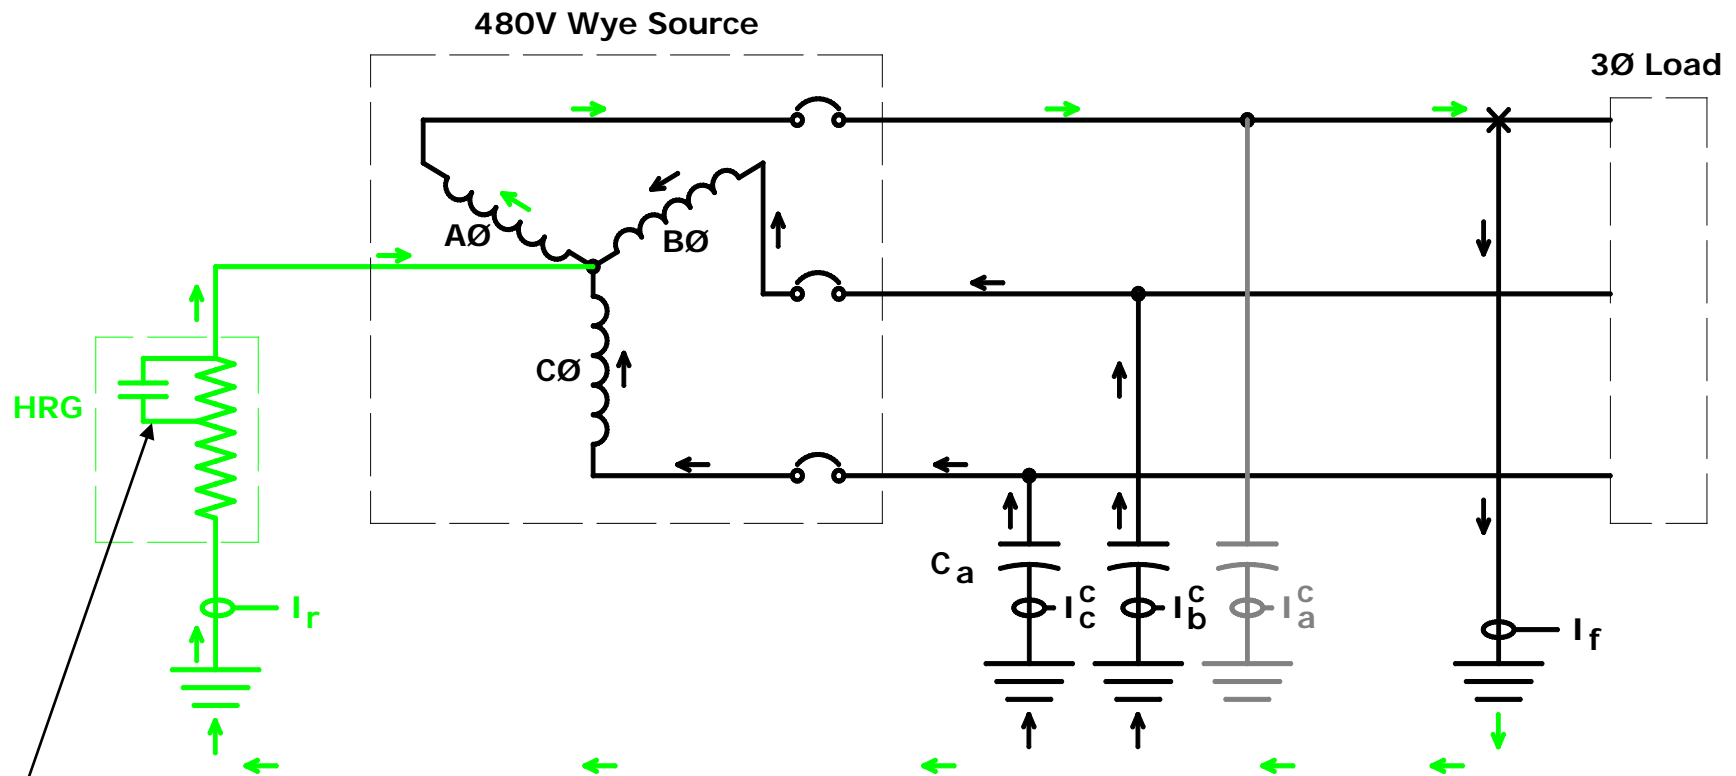 480V Wye Source
3Ø Load
AØ
BØ
CØ
HRG
Ca
Icc
Ibc
Iac
Ir
If